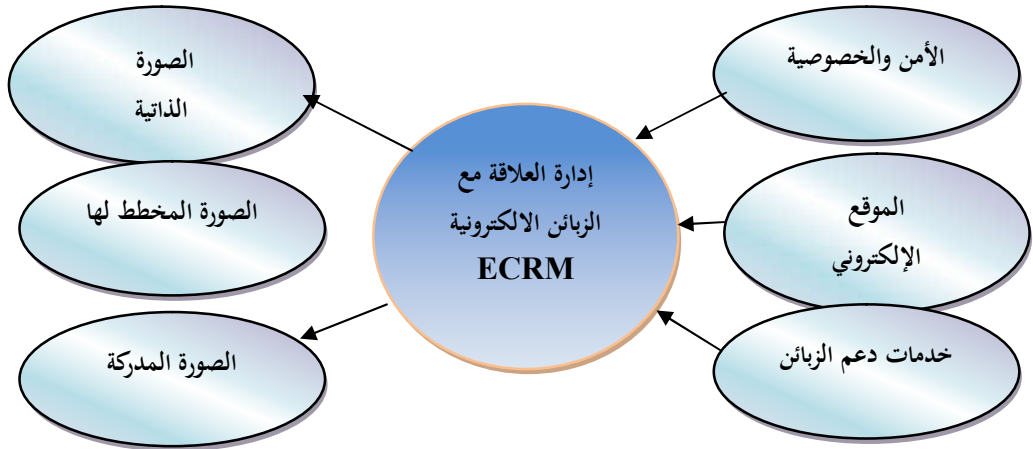 الأمن والخصوصية
الموقع
الإلكتروني
خدمات دعم الزبائن
إدارة العلاقة مع
الزبائن الالكترونية
ECRM
الصورة
الذاتية
الصورة المخطط لها
الصورة المدركة